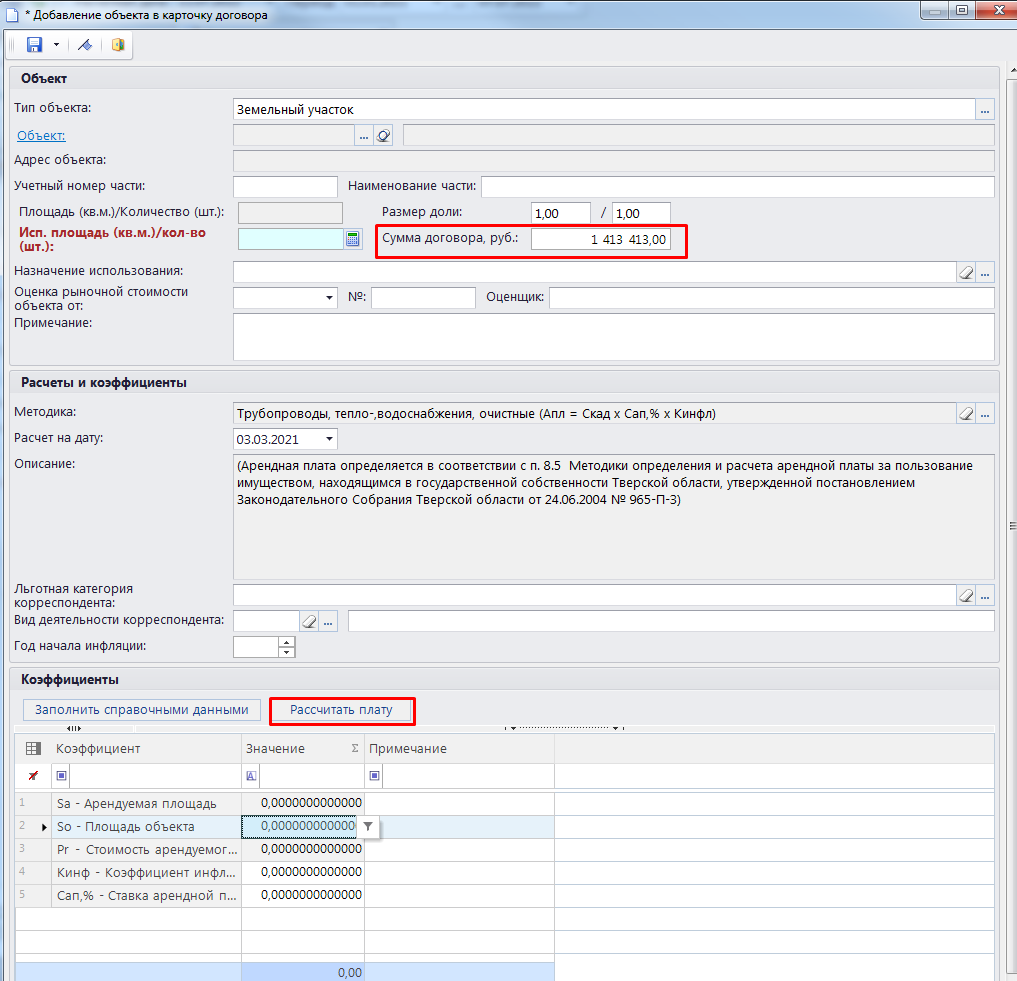 * Добавление объекта в карточку договора
Объект
Тип объекта: Земельный участок ...
Объект: ...
Адрес объекта:
Учетный номер части: Наименование части:
Площадь (кв.м.)/Количество (шт.): Размер доли: 1,00 / 1,00
Исп. площадь (кв.м.)/кол-во
(шт.): Сумма договора, руб.: 1 413 413,00
Назначение использования: ...
Оценка рыночной стоимости
объекта от: №: Оценщик:
Примечание:
Расчеты и коэффициенты
Методика: Трубопроводы, тепло-,водоснабжения, очистные (Апл = Скад x Сап,% x Кинфл) ...
Расчет на дату: 03.03.2021
Описание: (Арендная плата определяется в соответствии с п. 8.5 Методики определения и расчета арендной платы за пользование
имуществом, находящимся в государственной собственности Тверской области, утвержденной постановлением
Законодательного Собрания Тверской области от 24.06.2004 № 965-П-3)
Льготная категория
корреспондента: ...
Вид деятельности корреспондента: ...
Год начала инфляции:
Коэффициенты
Заполнить справочными данными Рассчитать плату
Коэффициент Значение Σ Примечание
A
1 Sa - Арендуемая площадь 0,0000000000000
2 So - Площадь объекта 0,000000000000
3 Pr - Стоимость арендуемог... 0,0000000000000
4 Кинф - Коэффициент инфл... 0,0000000000000
5 Сап,% - Ставка арендной п... 0,0000000000000
0,00